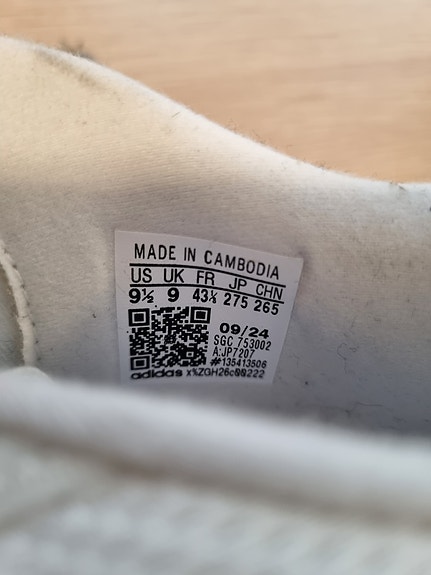 MADE IN CAMBODIA
US UK FR JP CHN
9½ 9 43⅓ 275 265
09/24
SGC 753002
A:JP7207
#135413506
adidas x%ZGH26c00222